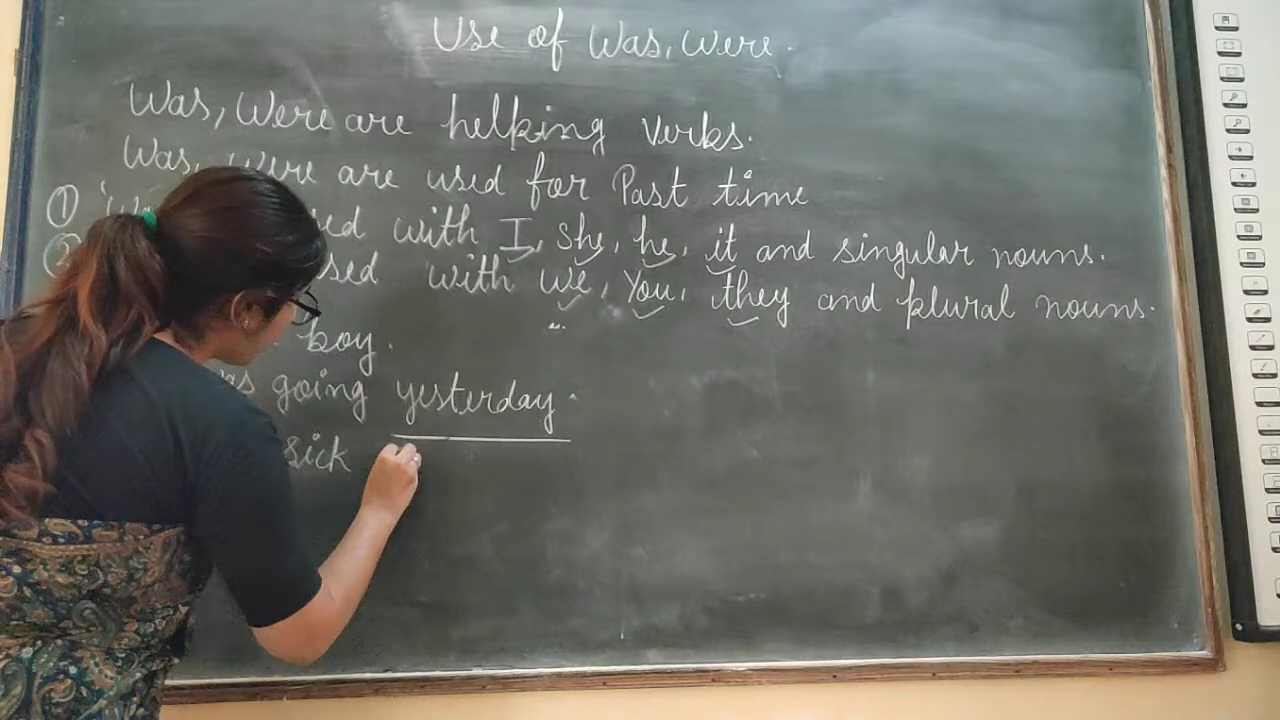 Use of Was, Were.
Was, Were are helping verbs.
Was, Were are used for Past time
① with I, she, he, it and singular nouns.
② with we, You, they and plural nouns.
boy.
going yesterday.
sick